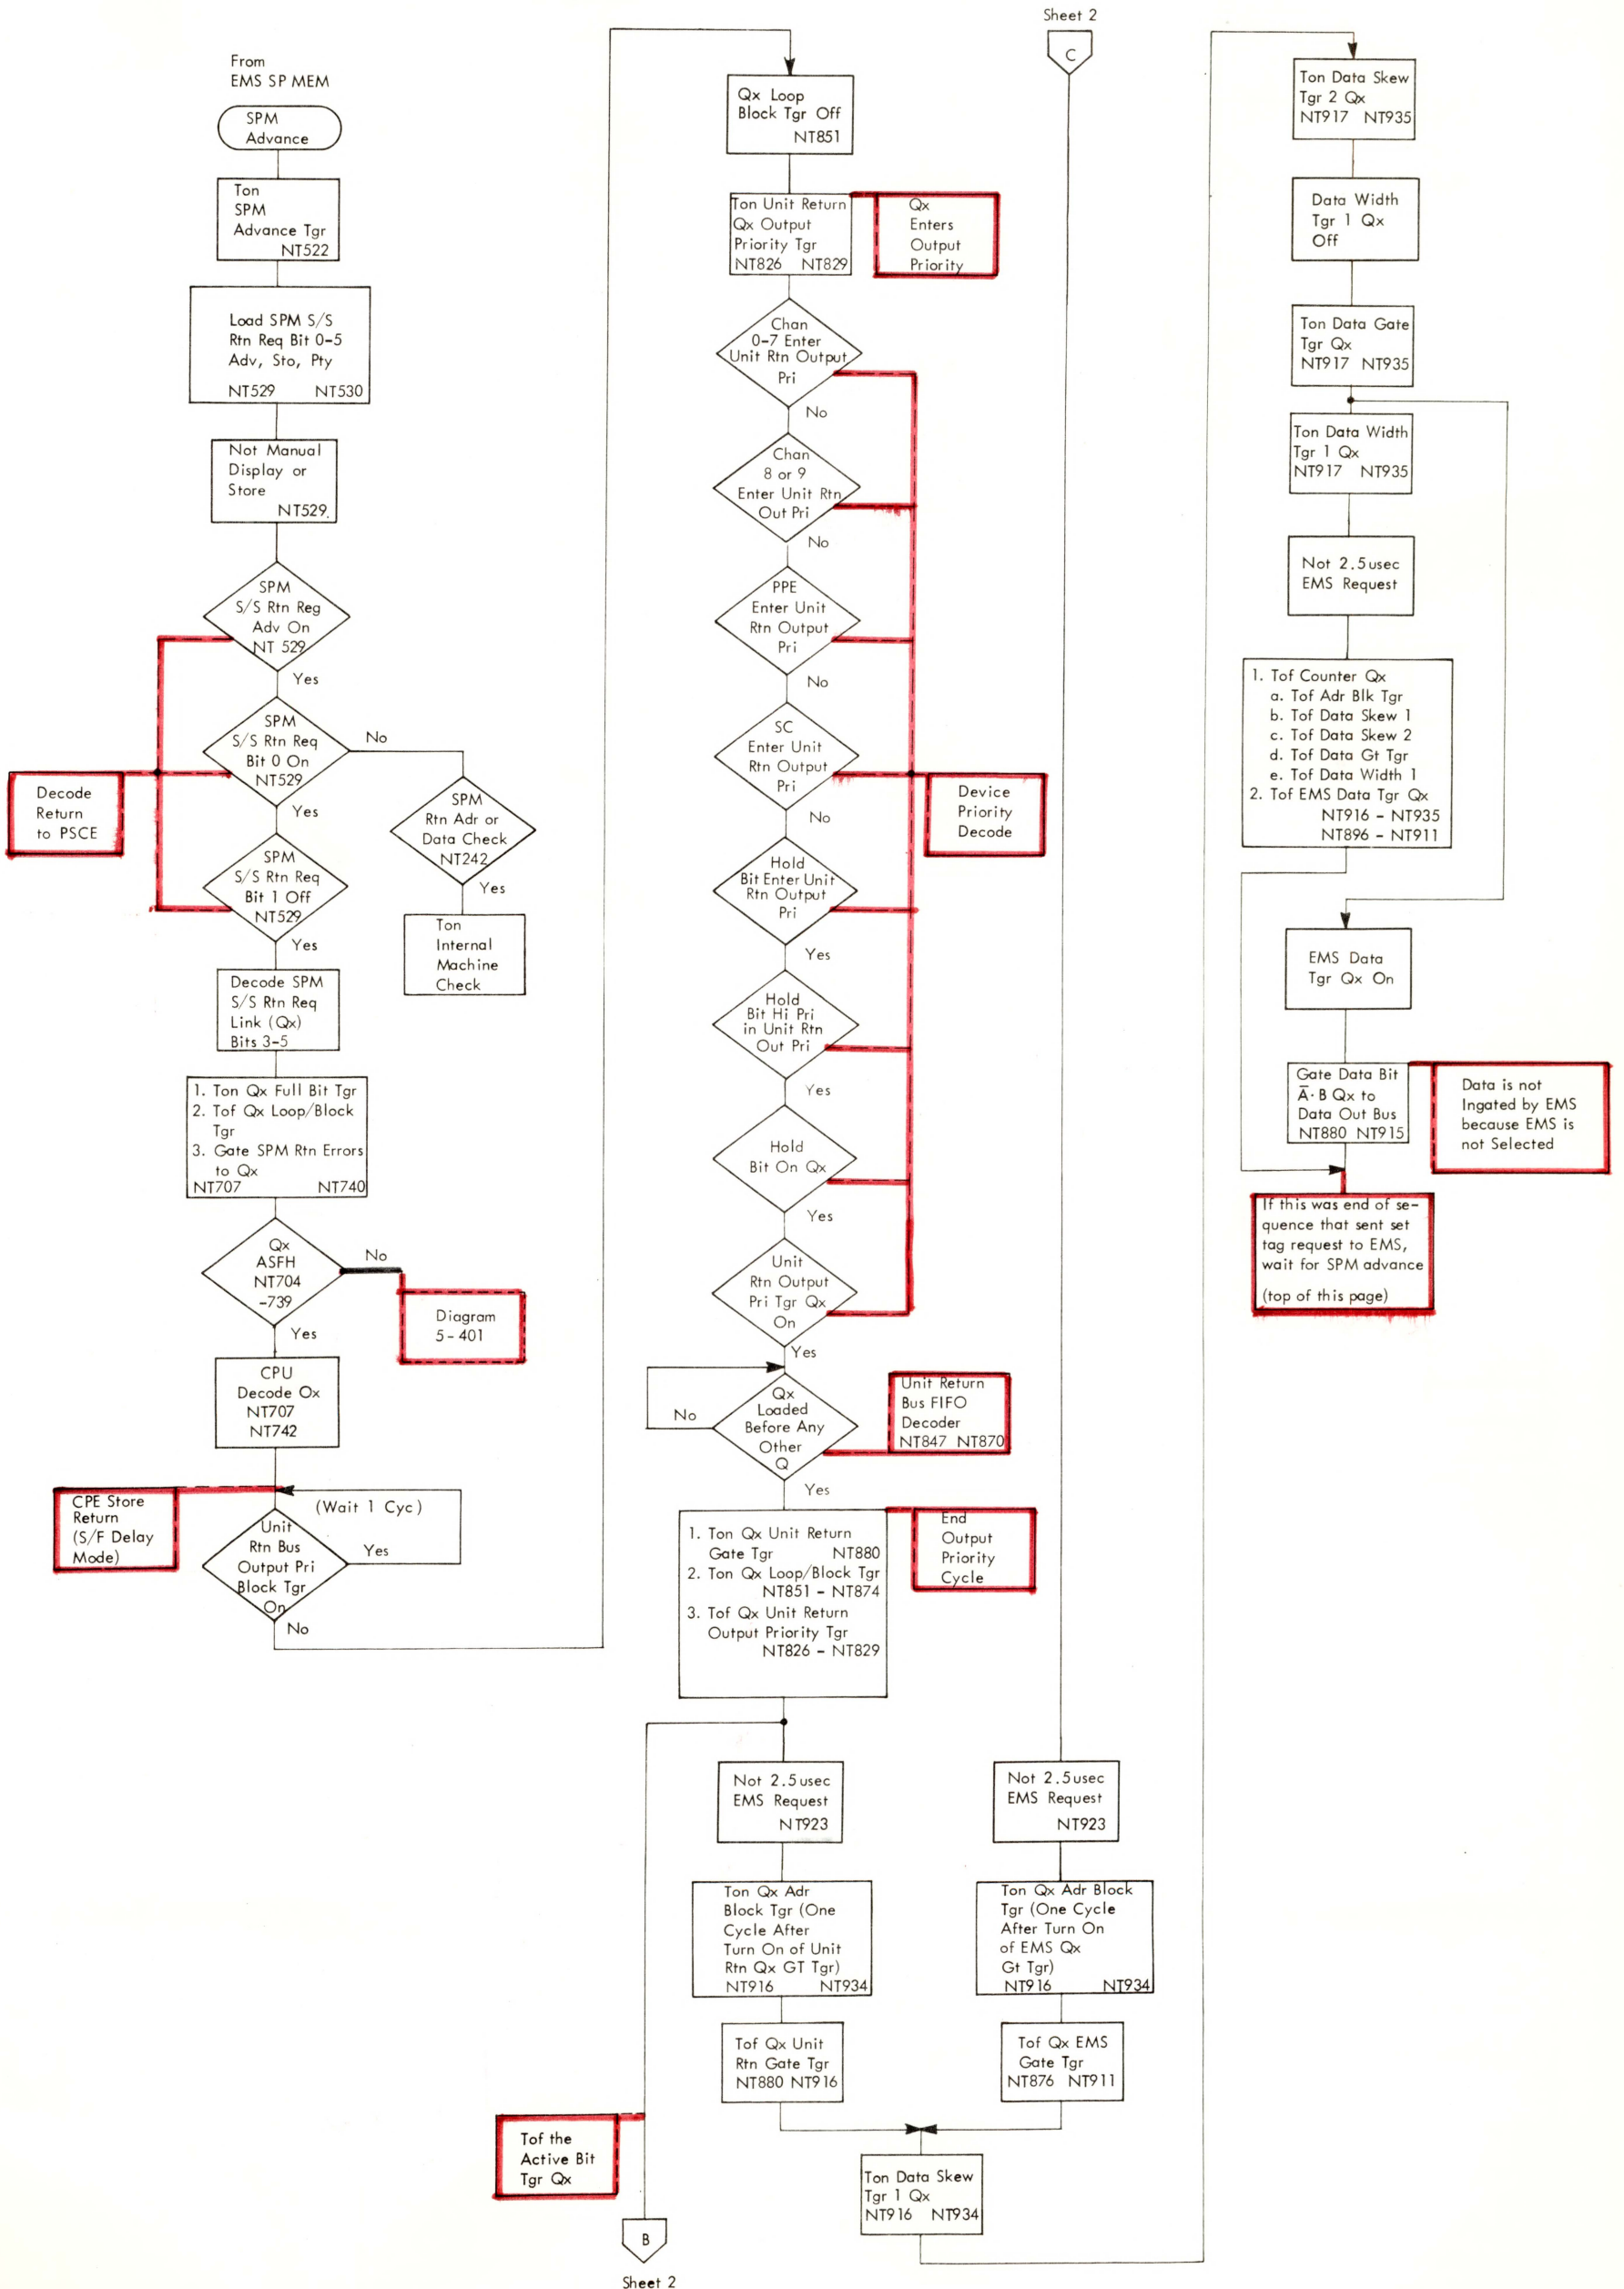 From
EMS SP MEM
SPM
Advance
Ton
SPM
Advance Tgr
NT522
Load SPM S/S
Rtn Req Bit 0-5
Adv, Sto, Pty
NT529 NT530
Not Manual
Display or
Store
NT529.
SPM
S/S Rtn Reg
Adv On
NT 529
Yes
SPM
S/S Rtn Req
Bit 0 On
NT529
No
Yes
SPM
Rtn Adr or
Data Check
NT242
Yes
Ton
Internal
Machine
Check
Decode
Return
to PSCE
SPM
S/S Rtn Req
Bit 1 Off
NT529
Yes
Decode SPM
S/S Rtn Req
Link (Qx)
Bits 3-5
1. Ton Qx Full Bit Tgr
2. Tof Qx Loop/Block
Tgr
3. Gate SPM Rtn Errors
to Qx
NT707 NT740
Qx
ASFH
NT704
-739
No
Diagram
5-401
Yes
CPU
Decode Ox
NT707
NT742
CPE Store
Return
(S/F Delay
Mode)
(Wait 1 Cyc)
Unit
Rtn Bus
Output Pri
Block Tgr
On
Yes
No
Qx Loop
Block Tgr Off
NT851
Ton Unit Return
Qx Output
Priority Tgr
NT826 NT829
Qx
Enters
Output
Priority
Chan
0-7 Enter
Unit Rtn Output
Pri
No
Chan
8 or 9
Enter Unit Rtn
Out Pri
No
PPE
Enter Unit
Rtn Output
Pri
No
SC
Enter Unit
Rtn Output
Pri
No
Device
Priority
Decode
Hold
Bit Enter Unit
Rtn Output
Pri
Yes
Hold
Bit Hi Pri
in Unit Rtn
Out Pri
Yes
Hold
Bit On Qx
Yes
Unit
Rtn Output
Pri Tgr Qx
On
Yes
Qx
Loaded
Before Any
Other
Q
No
Unit Return
Bus FIFO
Decoder
NT847 NT870
Yes
1. Ton Qx Unit Return
Gate Tgr NT880
2. Ton Qx Loop/Block Tgr
NT851 - NT874
3. Tof Qx Unit Return
Output Priority Tgr
NT826 - NT829
End
Output
Priority
Cycle
Not 2.5usec
EMS Request
NT923
Ton Qx Adr
Block Tgr (One
Cycle After
Turn On of Unit
Rtn Qx GT Tgr)
NT916 NT934
Tof Qx Unit
Rtn Gate Tgr
NT880 NT916
Tof the
Active Bit
Tgr Qx
B
Sheet 2
Sheet 2
C
Not 2.5usec
EMS Request
NT923
Ton Qx Adr Block
Tgr (One Cycle
After Turn On
of EMS Qx
Gt Tgr)
NT916 NT934
Tof Qx EMS
Gate Tgr
NT876 NT911
Ton Data Skew
Tgr 1 Qx
NT916 NT934
Ton Data Skew
Tgr 2 Qx
NT917 NT935
Data Width
Tgr 1 Qx
Off
Ton Data Gate
Tgr Qx
NT917 NT935
Ton Data Width
Tgr 1 Qx
NT917 NT935
Not 2.5usec
EMS Request
1. Tof Counter Qx
a. Tof Adr Blk Tgr
b. Tof Data Skew 1
c. Tof Data Skew 2
d. Tof Data Gt Tgr
e. Tof Data Width 1
2. Tof EMS Data Tgr Qx
NT916 - NT935
NT896 - NT911
EMS Data
Tgr Qx On
Gate Data Bit
Ā·B Qx to
Data Out Bus
NT880 NT915
Data is not
Ingated by EMS
because EMS is
not Selected
If this was end of se-
quence that sent set
tag request to EMS,
wait for SPM advance
(top of this page)